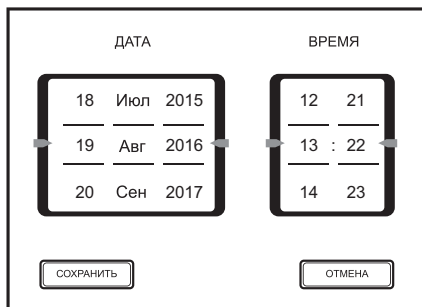 ДАТА ВРЕМЯ
18 Июл 2015 12 21
19 Авг 2016 13 : 22
20 Сен 2017 14 23
СОХРАНИТЬ ОТМЕНА